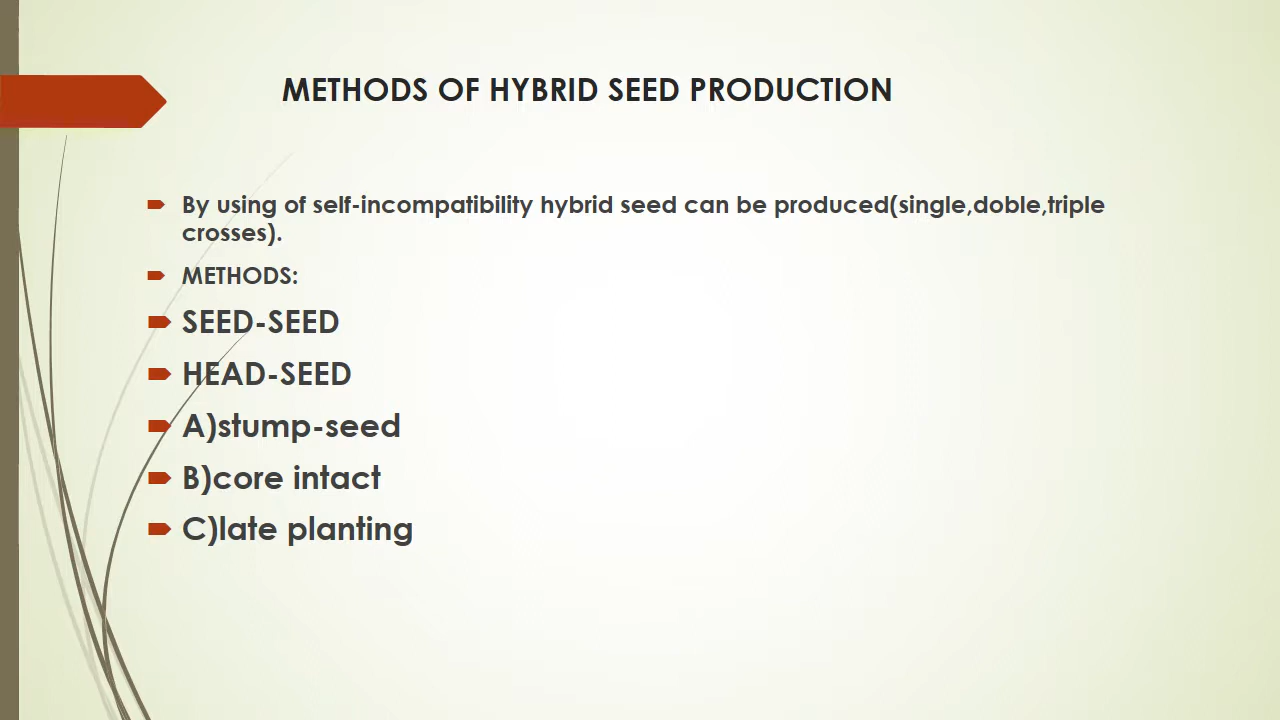 METHODS OF HYBRID SEED PRODUCTION
By using of self-incompatibility hybrid seed can be produced(single,doble,triple
crosses).
METHODS:
SEED-SEED
HEAD-SEED
A)stump-seed
B)core intact
C)late planting